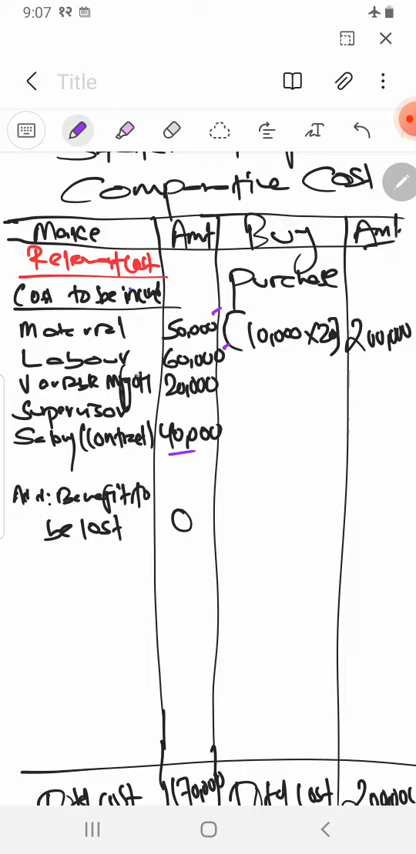 9:07 १२
Title
Comparative Cost
Make Amt Buy Amt
Relevant cost
Cost to be incurred
Purchase
Material 50,000 (10,000 x 20) 200,000
Labour 60,000
Variable 20,000
Supervisor
Salary (Contract) 40,000
Add: Benefit to
be lost 0
Total cost 170,000 Total cost 200,000